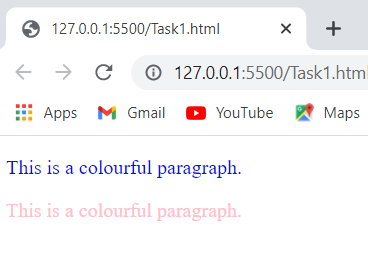 127.0.0.1:5500/Task1.html
127.0.0.1:5500/Task1.html
Apps Gmail YouTube Maps
This is a colourful paragraph.
This is a colourful paragraph.